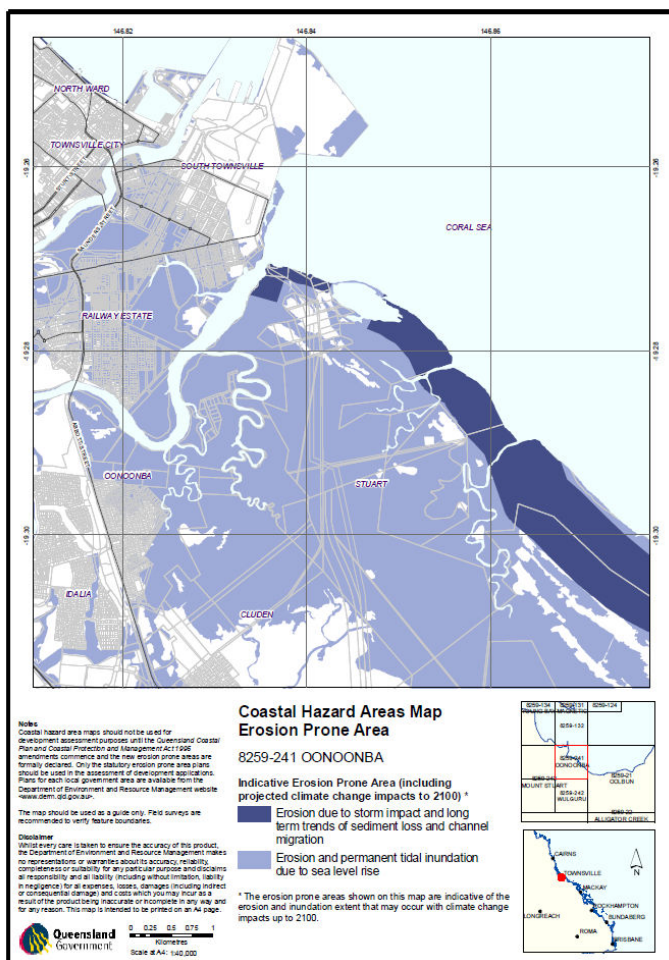 146.82
146.84
146.86
NORTH WARD
TOWNSVILLE CITY
SOUTH TOWNSVILLE
-19.26
-19.26
CORAL SEA
RAILWAY ESTATE
-19.28
-19.28
ABBOTT STREET
OONOONBA
STUART
-19.30
-19.30
IDALIA
CLUDEN
Notes
Coastal hazard area maps should not be used for
development assessment purposes until the Queensland Coastal
Plan and Coastal Protection and Management Act 1995
amendments commence and the new erosion prone areas are
formally declared. Only the statutory erosion prone area plans
should be used in the assessment of development applications.
Plans for each local government area are available from the
Department of Environment and Resource Management website
<www.derm.qld.gov.au>.
The map should be used as a guide only. Field surveys are
recommended to verify feature boundaries.
Disclaimer
Whilst every care is taken to ensure the accuracy of this product,
the Department of Environment and Resource Management makes
no representations or warranties about its accuracy, reliability,
completeness or suitability for any particular purpose and disclaims
all responsibility and all liability (including without limitation, liability
in negligence) for all expenses, losses, damages (including indirect
or consequential damage) and costs which you may incur as a
result of the product being inaccurate or incomplete in any way and
for any reason. This map is intended to be printed on an A4 page.
Queensland
Government
0 0.25 0.5 0.75 1
Kilometres
Scale at A4: 1:40,000
Coastal Hazard Areas Map
Erosion Prone Area
8259-241 OONOONBA
Indicative Erosion Prone Area (including
projected climate change impacts to 2100) *
Erosion due to storm impact and long
term trends of sediment loss and channel
migration
Erosion and permanent tidal inundation
due to sea level rise
* The erosion prone areas shown on this map are indicative of the
erosion and inundation extent that may occur with climate change
impacts up to 2100.
8259-134
8259-131
8259-124
8259-133
8259-241
OONOONBA
MOUNT STUART
8259-242
WULGURU
8259-21
8259-22
ALLIGATOR CREEK
N
CAIRNS
TOWNSVILLE
MACKAY
ROCKHAMPTON
LONGREACH
BUNDABERG
ROMA
BRISBANE